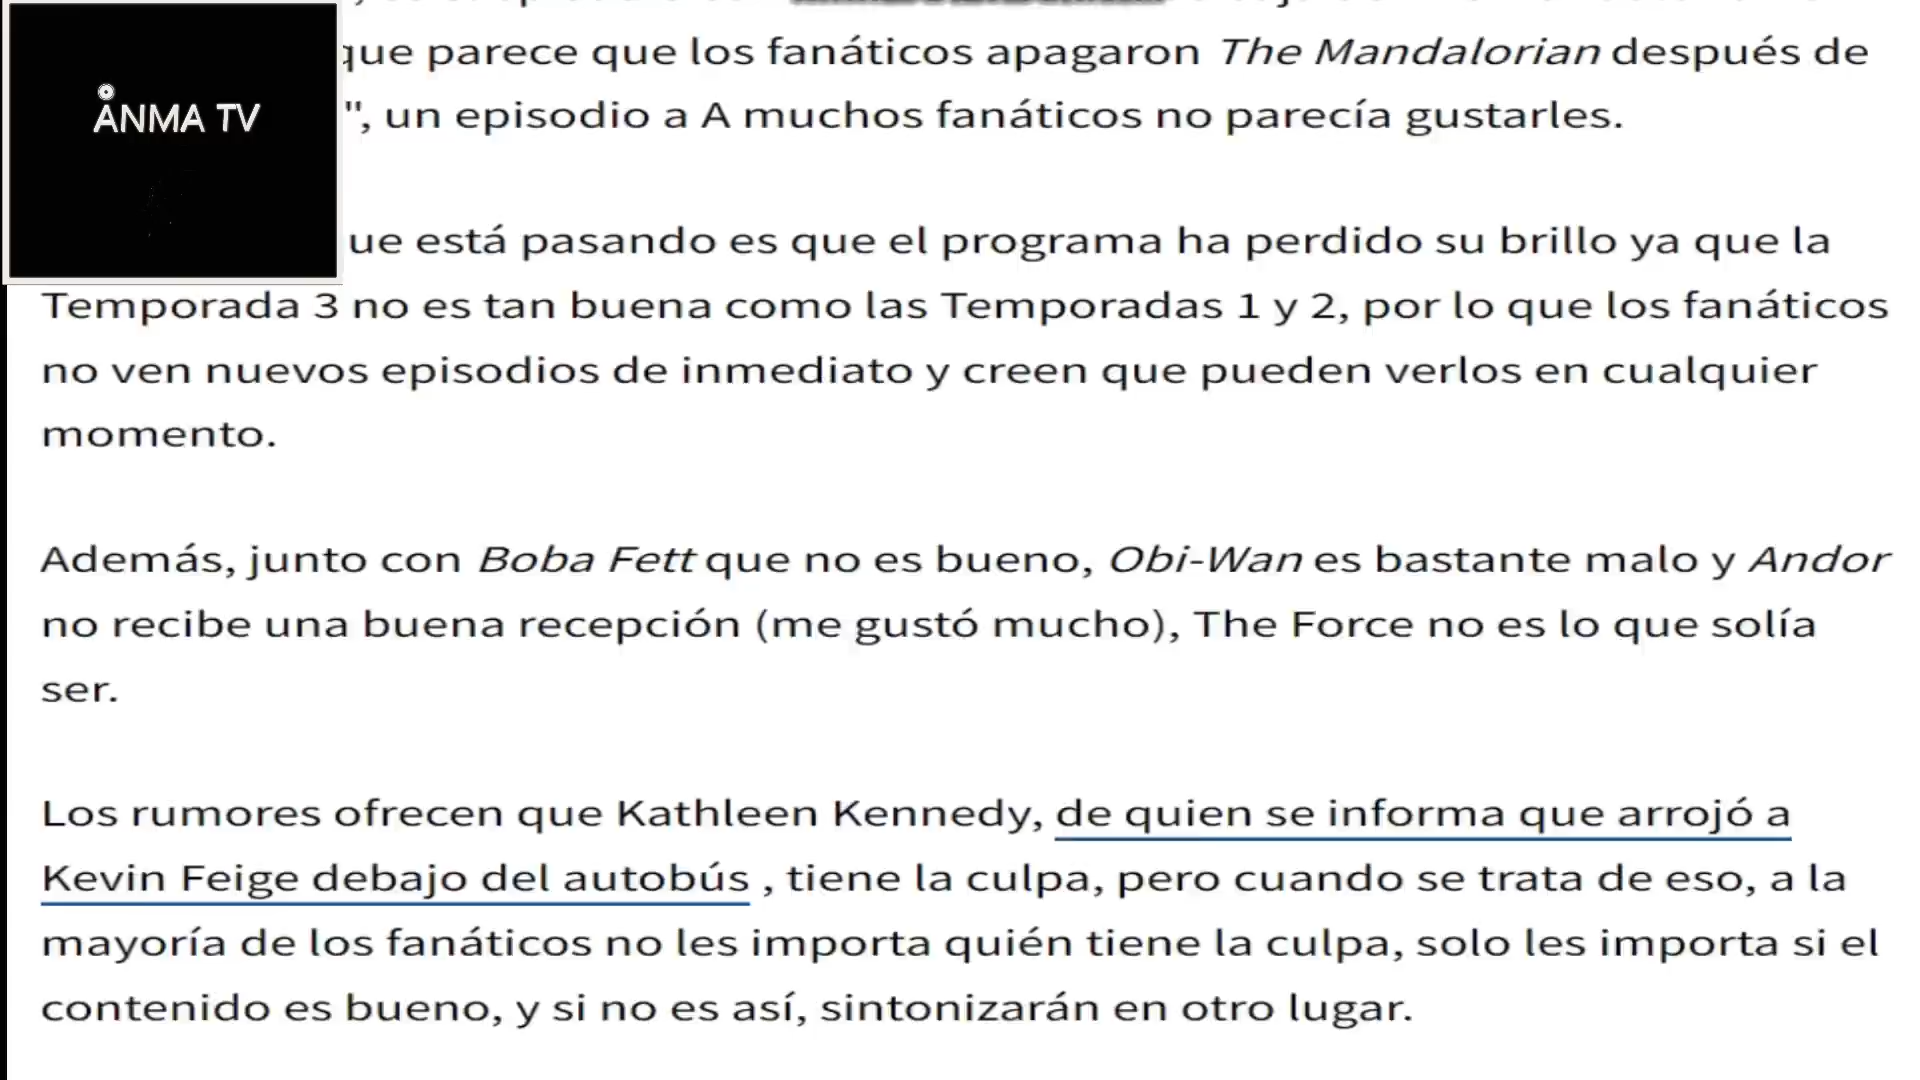 ÅNMA TV
que parece que los fanáticos apagaron The Mandalorian después de
", un episodio a A muchos fanáticos no parecía gustarles.
ue está pasando es que el programa ha perdido su brillo ya que la
Temporada 3 no es tan buena como las Temporadas 1 y 2, por lo que los fanáticos
no ven nuevos episodios de inmediato y creen que pueden verlos en cualquier
momento.
Además, junto con Boba Fett que no es bueno, Obi-Wan es bastante malo y Andor
no recibe una buena recepción (me gustó mucho), The Force no es lo que solía
ser.
Los rumores ofrecen que Kathleen Kennedy, de quien se informa que arrojó a
Kevin Feige debajo del autobús , tiene la culpa, pero cuando se trata de eso, a la
mayoría de los fanáticos no les importa quién tiene la culpa, solo les importa si el
contenido es bueno, y si no es así, sintonizarán en otro lugar.